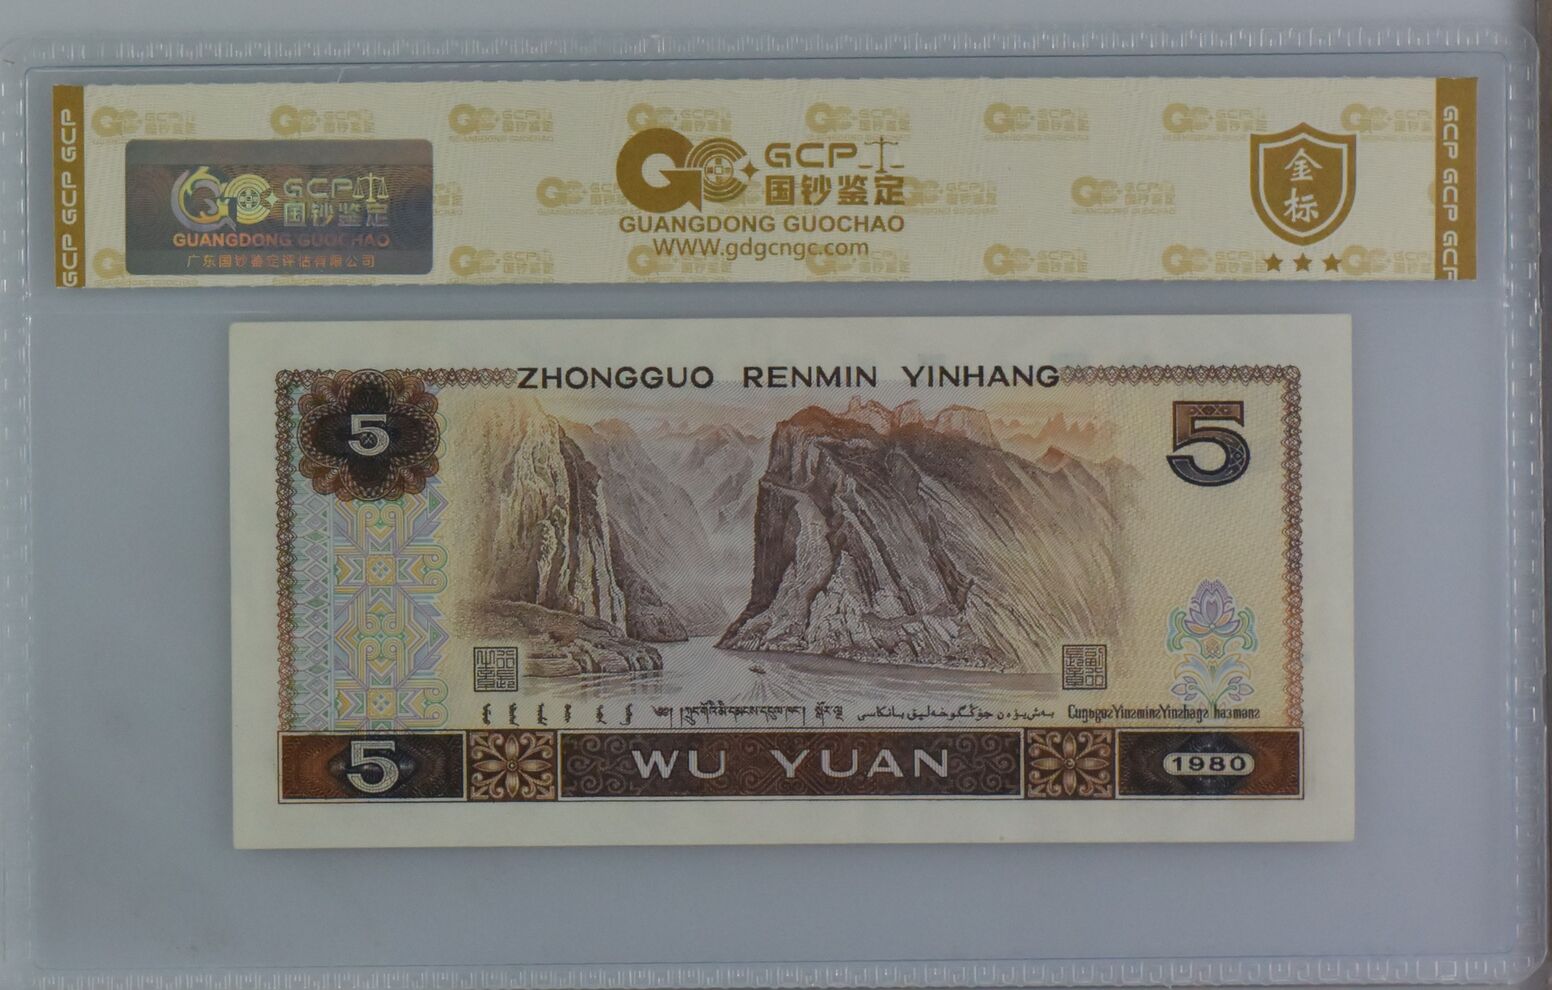 GCP GCP GCP
GCP
国钞鉴定
GUANGDONG GUOCHAO
广东国钞鉴定评估有限公司
GCP
国钞鉴定
GUANGDONG GUOCHAO
WWW.gdgcngc.com
金标
GCP GCP GCP
ZHONGGUO RENMIN YINHANG
5
5
5
WU YUAN
1980